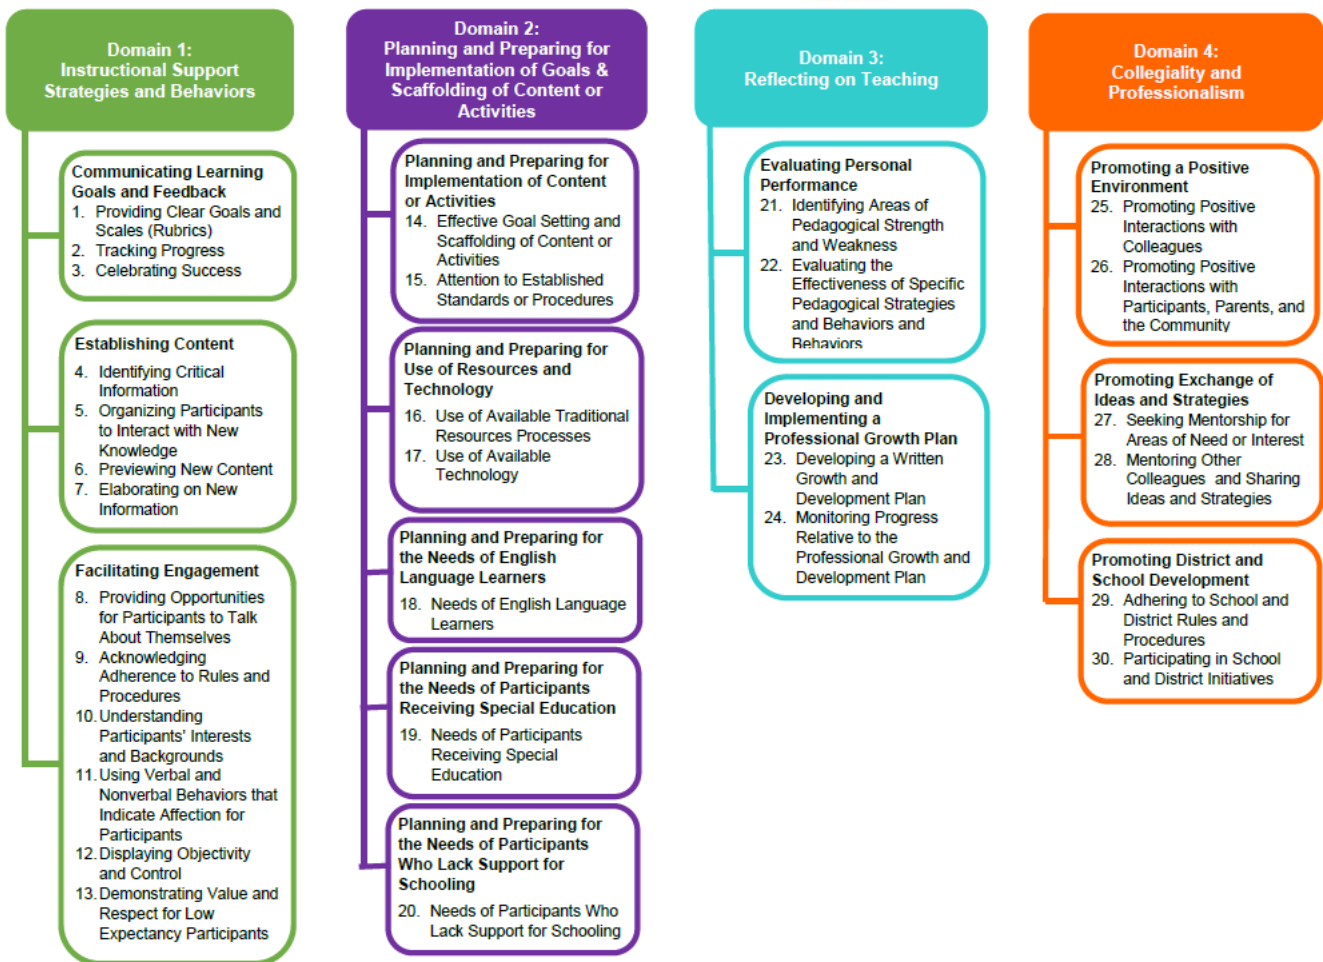 Domain 1:
Instructional Support
Strategies and Behaviors
Communicating Learning
Goals and Feedback
1. Providing Clear Goals and
Scales (Rubrics)
2. Tracking Progress
3. Celebrating Success
Establishing Content
4. Identifying Critical
Information
5. Organizing Participants
to Interact with New
Knowledge
6. Previewing New Content
7. Elaborating on New
Information
Facilitating Engagement
8. Providing Opportunities
for Participants to Talk
About Themselves
9. Acknowledging
Adherence to Rules and
Procedures
10. Understanding
Participants' Interests
and Backgrounds
11. Using Verbal and
Nonverbal Behaviors that
Indicate Affection for
Participants
12. Displaying Objectivity
and Control
13. Demonstrating Value and
Respect for Low
Expectancy Participants
Domain 2:
Planning and Preparing for
Implementation of Goals &
Scaffolding of Content or
Activities
Planning and Preparing for
Implementation of Content
or Activities
14. Effective Goal Setting and
Scaffolding of Content or
Activities
15. Attention to Established
Standards or Procedures
Planning and Preparing for
Use of Resources and
Technology
16. Use of Available Traditional
Resources Processes
17. Use of Available
Technology
Planning and Preparing for
the Needs of English
Language Learners
18. Needs of English Language
Learners
Planning and Preparing for
the Needs of Participants
Receiving Special Education
19. Needs of Participants
Receiving Special
Education
Planning and Preparing for
the Needs of Participants
Who Lack Support for
Schooling
20. Needs of Participants Who
Lack Support for Schooling
Domain 3:
Reflecting on Teaching
Evaluating Personal
Performance
21. Identifying Areas of
Pedagogical Strength
and Weakness
22. Evaluating the
Effectiveness of Specific
Pedagogical Strategies
and Behaviors and
Behaviors
Developing and
Implementing a
Professional Growth Plan
23. Developing a Written
Growth and
Development Plan
24. Monitoring Progress
Relative to the
Professional Growth and
Development Plan
Domain 4:
Collegiality and
Professionalism
Promoting a Positive
Environment
25. Promoting Positive
Interactions with
Colleagues
26. Promoting Positive
Interactions with
Participants, Parents, and
the Community
Promoting Exchange of
Ideas and Strategies
27. Seeking Mentorship for
Areas of Need or Interest
28. Mentoring Other
Colleagues and Sharing
Ideas and Strategies
Promoting District and
School Development
29. Adhering to School and
District Rules and
Procedures
30. Participating in School
and District Initiatives